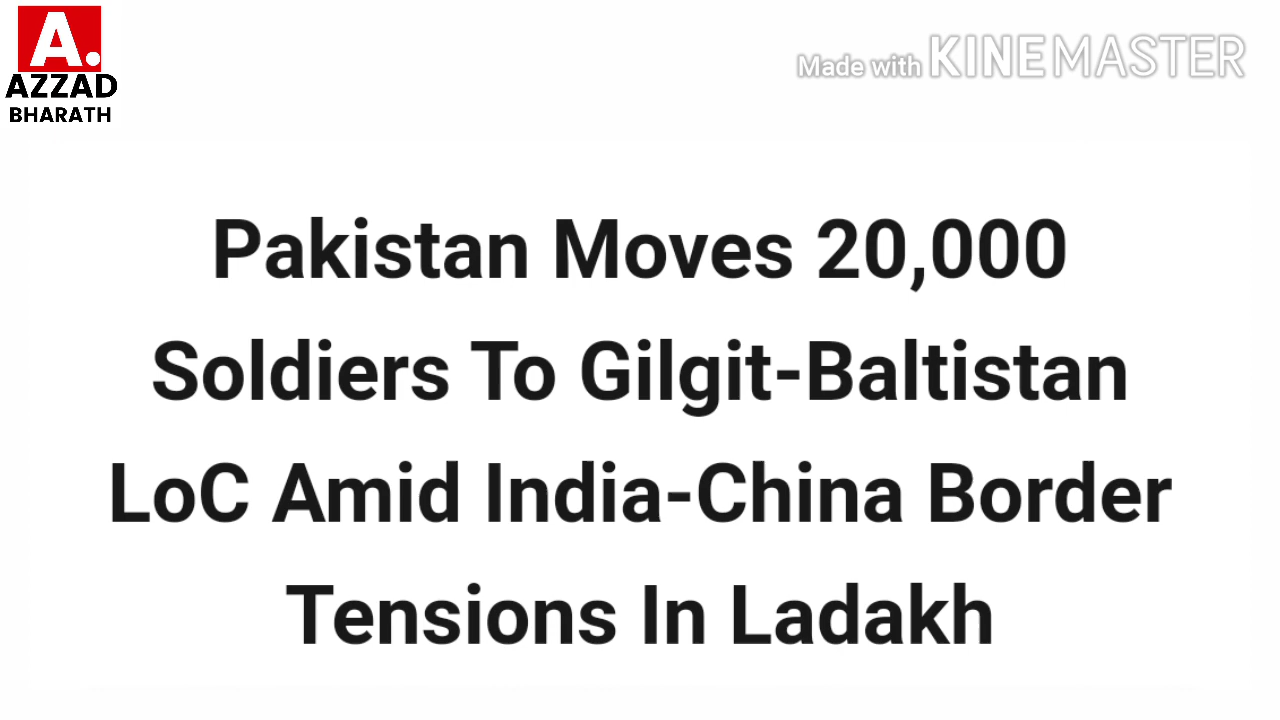 A.
AZZAD
BHARATH
Made with KINEMASTER
Pakistan Moves 20,000
Soldiers To Gilgit-Baltistan
LoC Amid India-China Border
Tensions In Ladakh